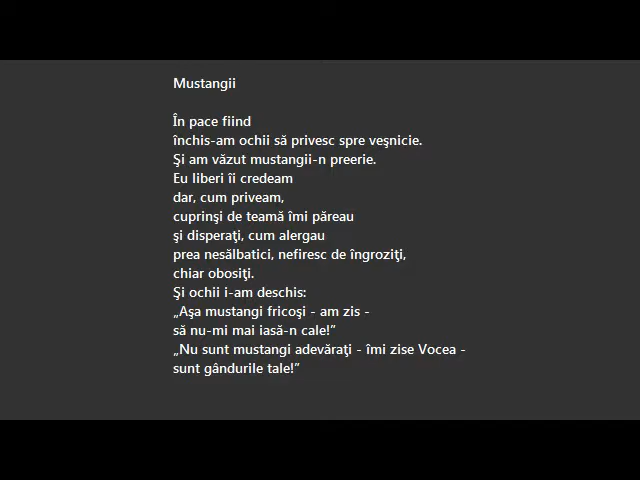 Mustangii
În pace fiind
închis-am ochii să privesc spre veşnicie.
Şi am văzut mustangii-n preerie.
Eu liberi îi credeam
dar, cum priveam,
cuprinşi de teamă îmi păreau
şi disperaţi, cum alergau
prea nesălbatici, nefiresc de îngroziţi,
chiar obosiţi.
Şi ochii i-am deschis:
„Aşa mustangi fricoşi - am zis -
să nu-mi mai iasă-n cale!”
„Nu sunt mustangi adevăraţi - îmi zise Vocea -
sunt gândurile tale!”